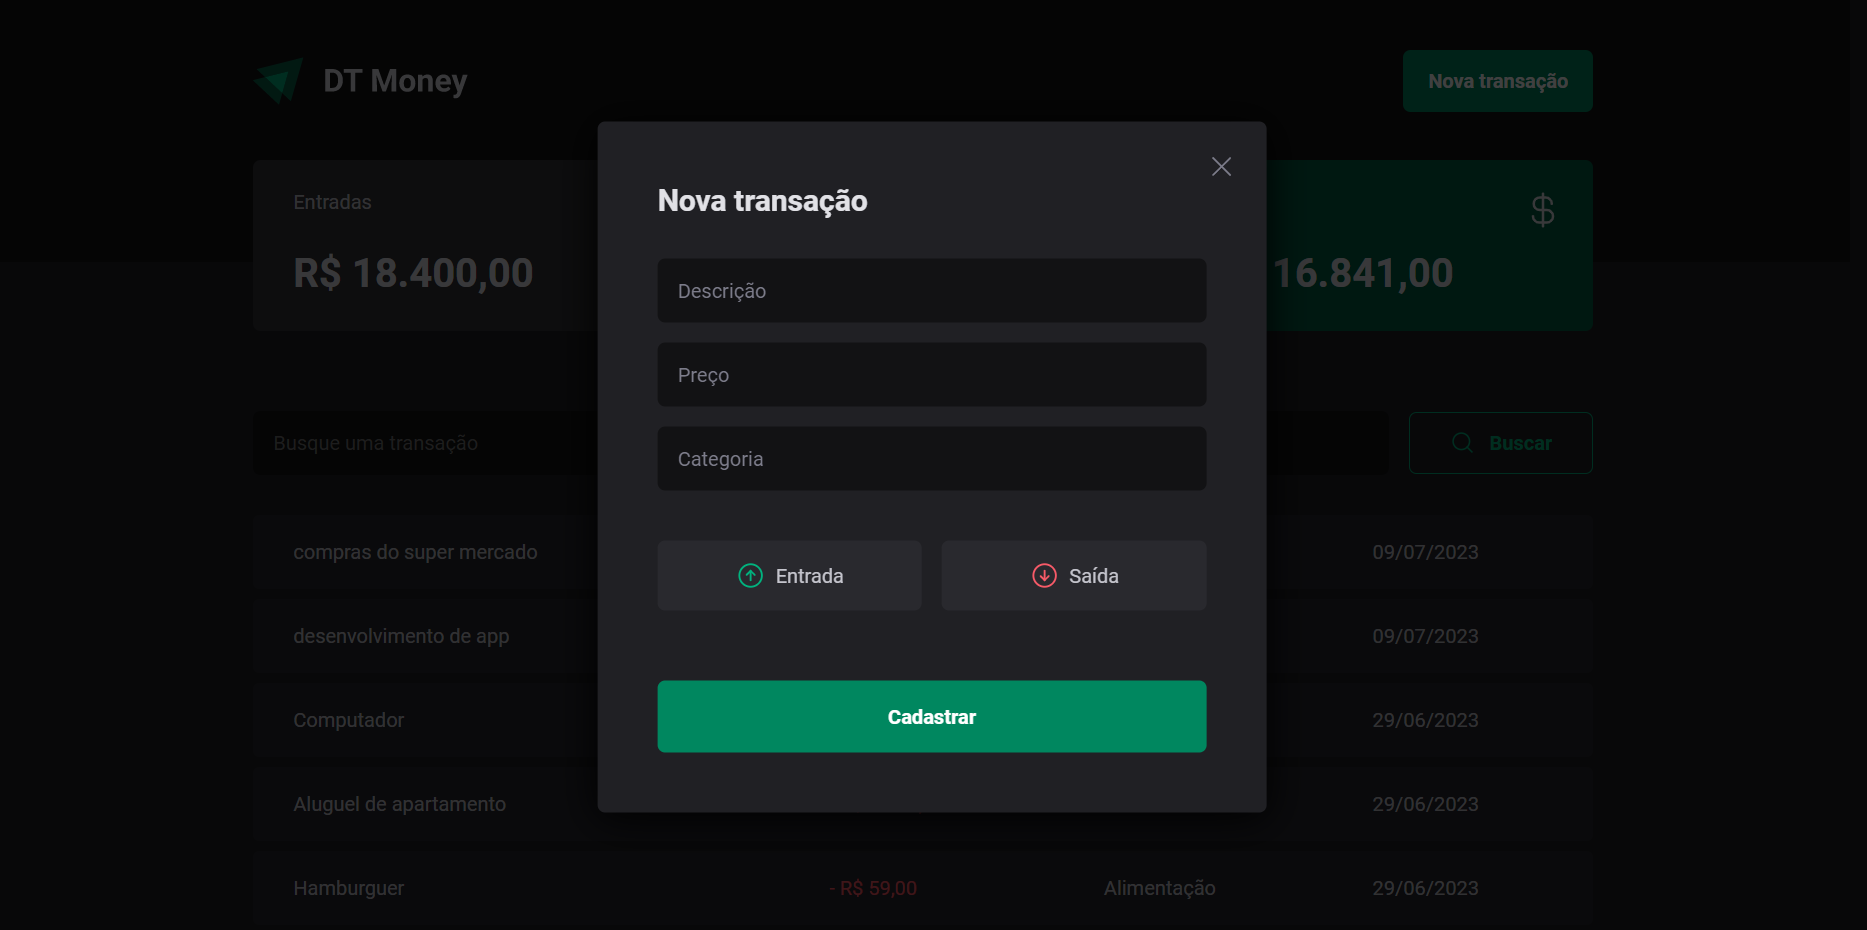 DT Money
Nova transação
Entradas
R$ 18.400,00
16.841,00
Busque uma transação
Buscar
compras do super mercado
09/07/2023
desenvolvimento de app
09/07/2023
Computador
29/06/2023
Aluguel de apartamento
29/06/2023
Hamburguer
- R$ 59,00
Alimentação
29/06/2023
Nova transação
Descrição
Preço
Categoria
Entrada
Saída
Cadastrar